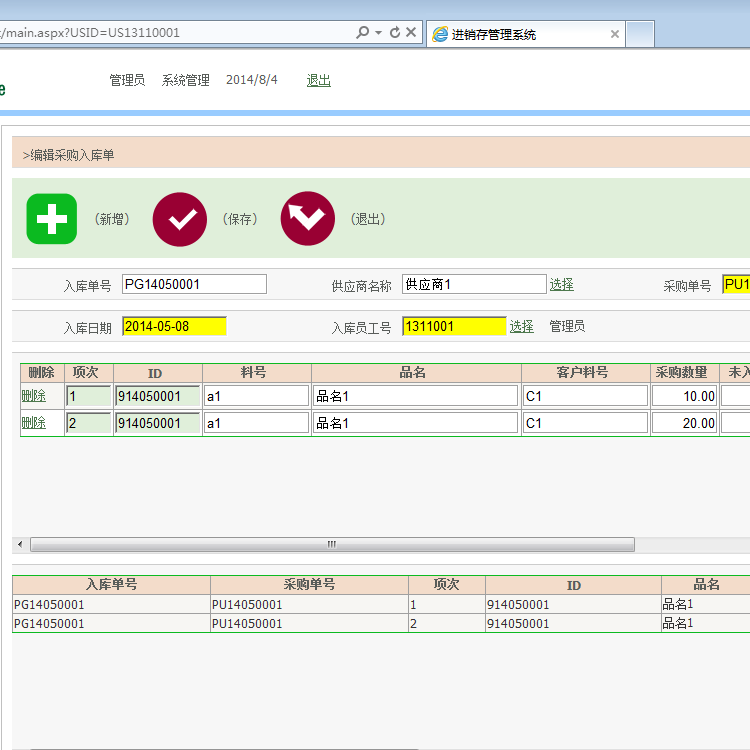 /main.aspx?USID=US13110001 进销存管理系统
e
管理员 系统管理 2014/8/4 退出
>编辑采购入库单
（新增） （保存） （退出）
入库单号 PG14050001 供应商名称 供应商1 选择 采购单号 PU1
入库日期 2014-05-08 入库员工号 1311001 选择 管理员
删除 项次 ID 料号 品名 客户料号 采购数量 未入
删除 1 914050001 a1 品名1 C1 10.00
删除 2 914050001 a1 品名1 C1 20.00
入库单号 采购单号 项次 ID 品名
PG14050001 PU14050001 1 914050001 品名1
PG14050001 PU14050001 2 914050001 品名1